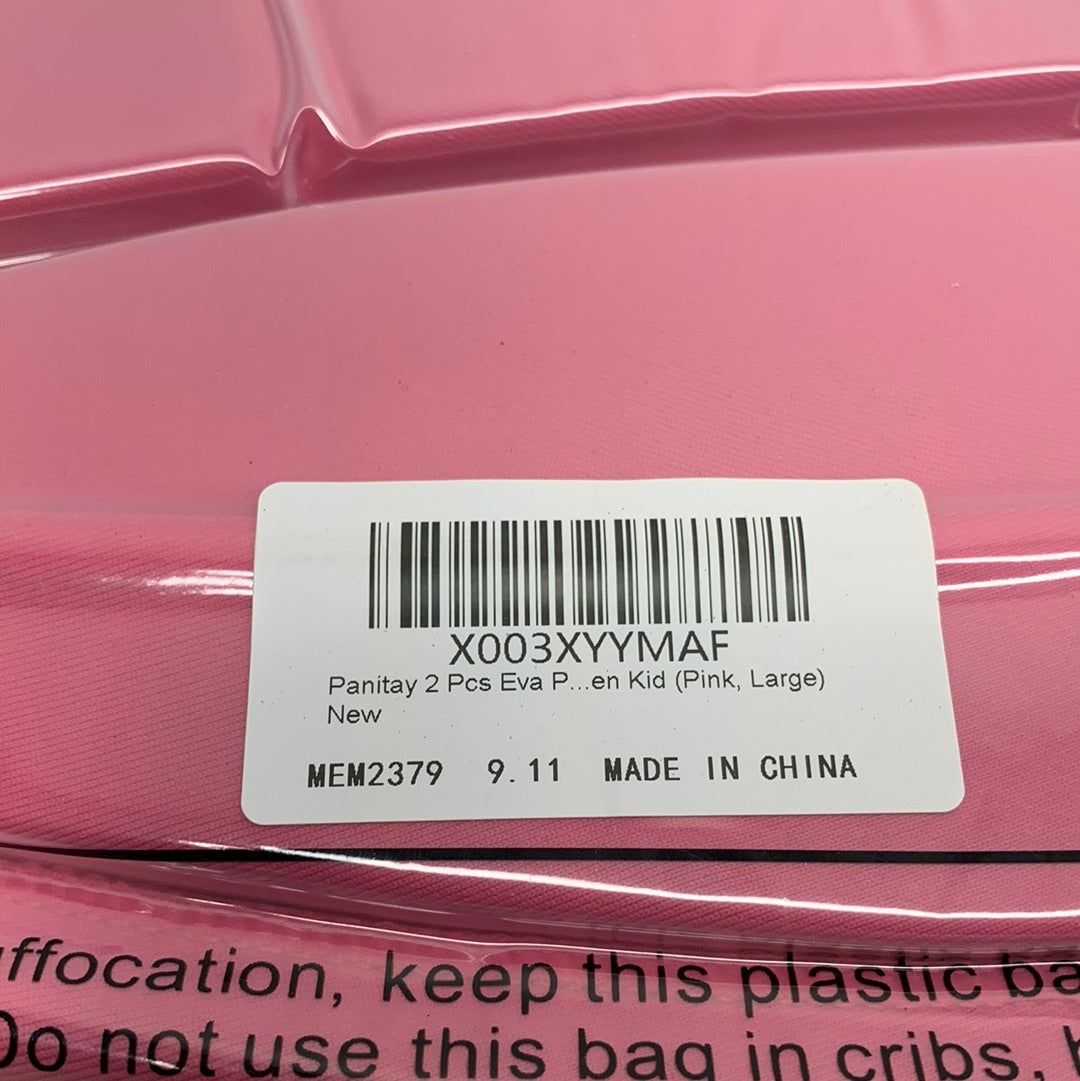 X003XYYMAF
Panitay 2 Pcs Eva P...en Kid (Pink, Large)
New
MEM2379 9.11 MADE IN CHINA
uffocation, keep this plastic ba
Do not use this bag in cribs,